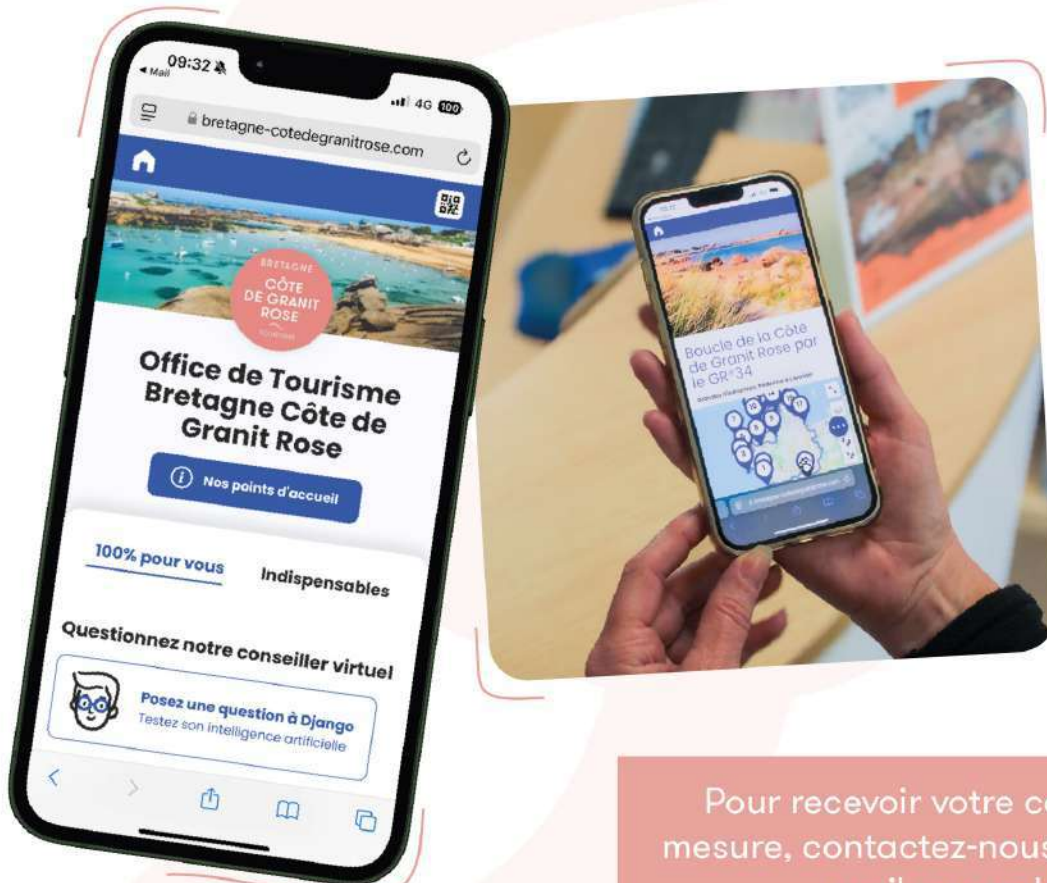 09:32
Mail
4G 100
bretagne-cotedegranitrose.com
BRETAGNE
CÔTE
DE GRANIT
ROSE
Office de Tourisme
Bretagne Côte de
Granit Rose
Nos points d'accueil
100% pour vous
Indispensables
Questionnez notre conseiller virtuel
Posez une question à Django
Testez son intelligence artificielle
Boucle de la Côte
de Granit Rose par
le GR®34
Pour recevoir votre
mesure, contactez-nous